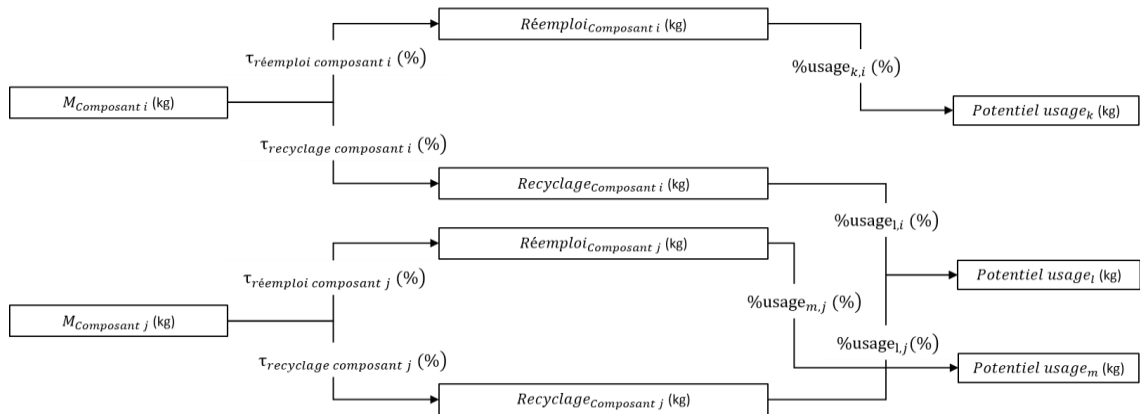 Réemploi_Composant i (kg)
τ_réemploi composant i (%)
%usage_k,i (%)
M_Composant i (kg)
Potentiel usage_k (kg)
τ_recyclage composant i (%)
Recyclage_Composant i (kg)
%usage_l,i (%)
Réemploi_Composant j (kg)
τ_réemploi composant j (%)
Potentiel usage_l (kg)
%usage_m,j (%)
M_Composant j (kg)
%usage_l,j(%)
τ_recyclage composant j (%)
Potentiel usage_m (kg)
Recyclage_Composant j (kg)